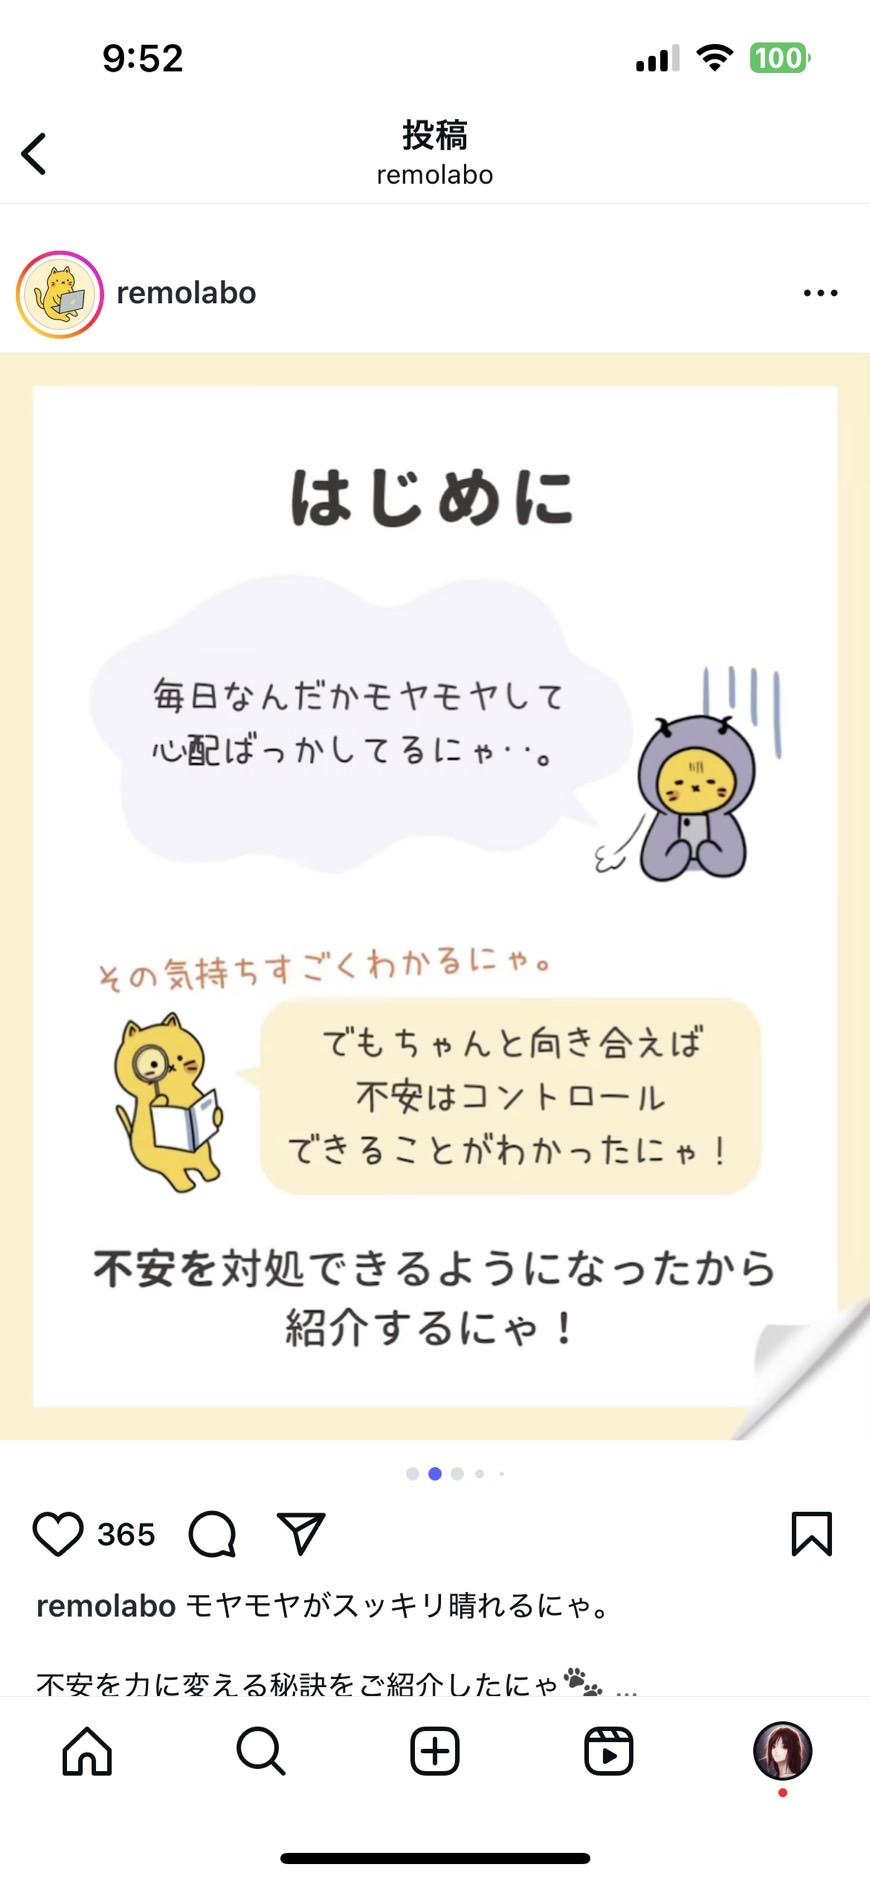 9:52
100
投稿
remolabo
remolabo
はじめに
毎日なんだかモヤモヤして
心配ばっかしてるにゃ‥。
その気持ちすごくわかるにゃ。
でもちゃんと向き合えば
不安はコントロール
できることがわかったにゃ！
不安を対処できるようになったから
紹介するにゃ！
365
remolabo モヤモヤがスッキリ晴れるにゃ。
不安を力に変える秘訣をご紹介したにゃ🐾 ...